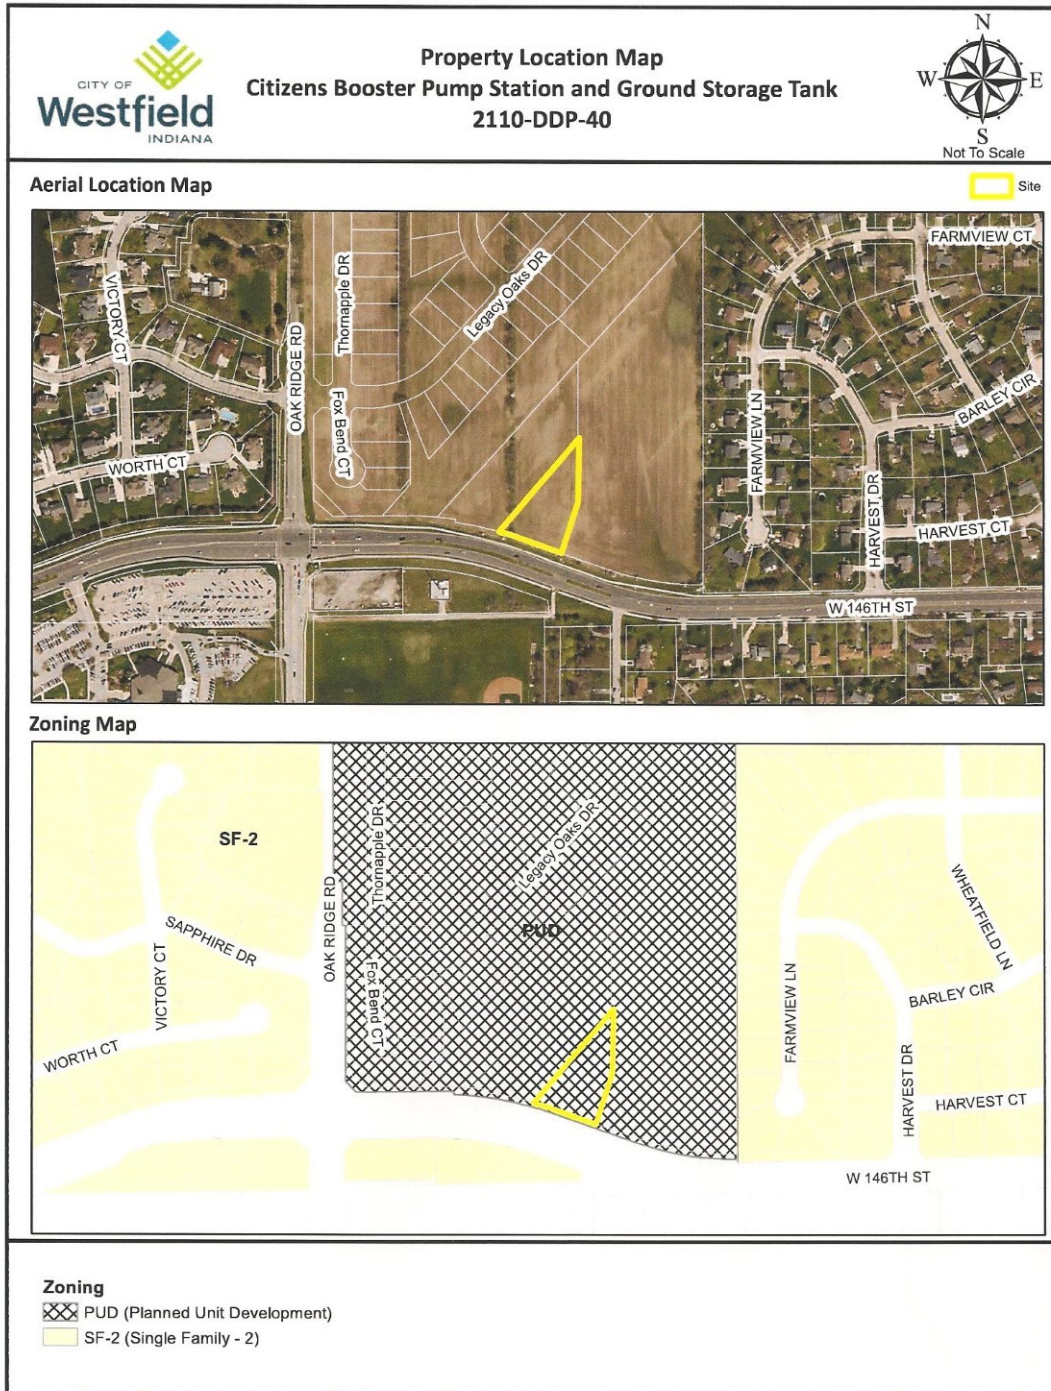 CITY OF
Westfield
INDIANA
Property Location Map
Citizens Booster Pump Station and Ground Storage Tank
2110-DDP-40
N
W
E
S
Not To Scale
Aerial Location Map
Site
FARMVIEW CT
VICTORY CT
Thornapple DR
Legacy Oaks DR
OAK RIDGE RD
BARLEY CIR
Fox Bend CT
FARMVIEW LN
WORTH CT
HARVEST DR
HARVEST CT
W 146TH ST
Zoning Map
SF-2
Thornapple DR
Legacy Oaks DR
OAK RIDGE RD
PUD
WHEATFIELD LN
SAPPHIRE DR
VICTORY CT
Fox Bend CT
FARMVIEW LN
BARLEY CIR
WORTH CT
HARVEST DR
HARVEST CT
W 146TH ST
Zoning
PUD (Planned Unit Development)
SF-2 (Single Family - 2)